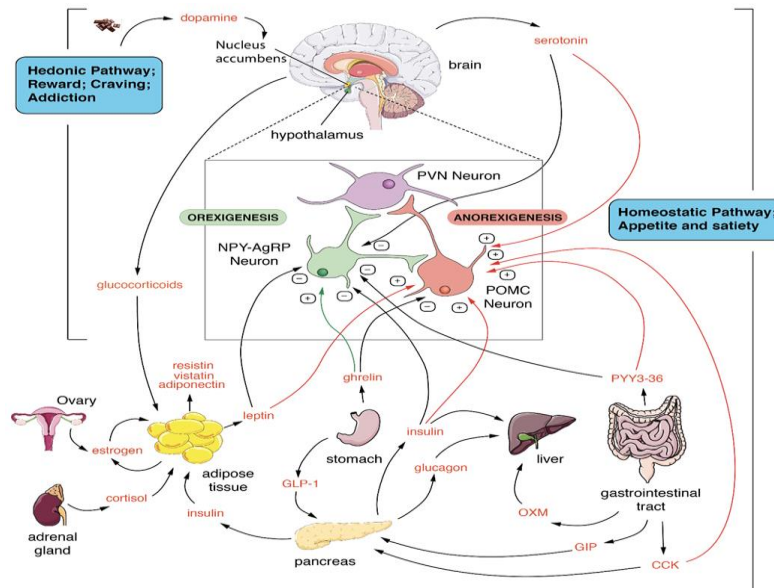 dopamine
Nucleus
accumbens
brain
serotonin
Hedonic Pathway;
Reward; Craving;
Addiction
hypothalamus
PVN Neuron
OREXIGENESIS
ANOREXIGENESIS
Homeostatic Pathway;
Appetite and satiety
NPY-AgRP
Neuron
POMC
Neuron
−
−
−
−
−
+
+
+
+
+
+
glucocorticoids
resistin
vistatin
adiponectin
leptin
ghrelin
PYY3-36
Ovary
estrogen
adipose
tissue
stomach
insulin
glucagon
liver
gastrointestinal
tract
GLP-1
cortisol
insulin
OXM
adrenal
gland
pancreas
GIP
CCK